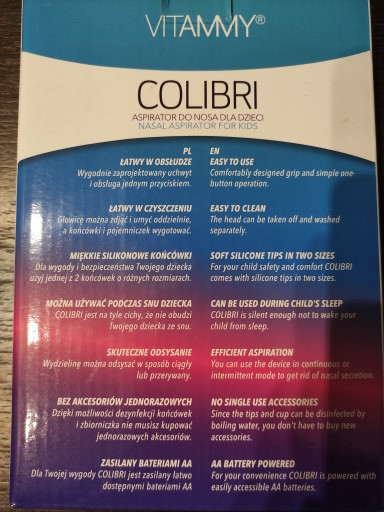 VITAMMY®
COLIBRI
ASPIRATOR DO NOSA DLA DZIECI
NASAL ASPIRATOR FOR KIDS
PL
ŁATWY W OBSŁUDZE
Wygodnie zaprojektowany uchwyt
i obsługa jednym przyciskiem.
ŁATWY W CZYSZCZENIU
Głowicę można zdjąć i umyć oddzielnie,
a końcówki i pojemniczek wygotować.
MIĘKKIE SILIKONOWE KOŃCÓWKI
Dla wygody i bezpieczeństwa Twojego dziecka
użyj jednej z 2 końcówek o różnych rozmiarach.
MOŻNA UŻYWAĆ PODCZAS SNU DZIECKA
COLIBRI jest na tyle cichy, że nie obudzi
Twojego dziecka ze snu.
SKUTECZNE ODSYSANIE
Wydzielinę można odsysać w sposób ciągły
lub przerywany.
BEZ AKCESORIÓW JEDNORAZOWYCH
Dzięki możliwości dezynfekcji końcówek
i zbiorniczka nie musisz kupować
jednorazowych akcesoriów.
ZASILANY BATERIAMI AA
Dla Twojej wygody COLIBRI jest zasilany łatwo
dostępnymi bateriami AA
EN
EASY TO USE
Comfortably designed grip and simple one-
button operation.
EASY TO CLEAN
The head can be taken off and washed
separately.
SOFT SILICONE TIPS IN TWO SIZES
For your child safety and comfort COLIBRI
comes with silicone tips in two sizes.
CAN BE USED DURING CHILD'S SLEEP
COLIBRI is silent enough not to wake your
child from sleep.
EFFICIENT ASPIRATION
You can use the device in continuous or
intermittent mode to get rid of nasal secretion.
NO SINGLE USE ACCESSORIES
Since the tips and cup can be disinfected by
boiling water, you don't have to buy new
accessories.
AA BATTERY POWERED
For your convenience COLIBRI is powered with
easily accessible AA batteries.